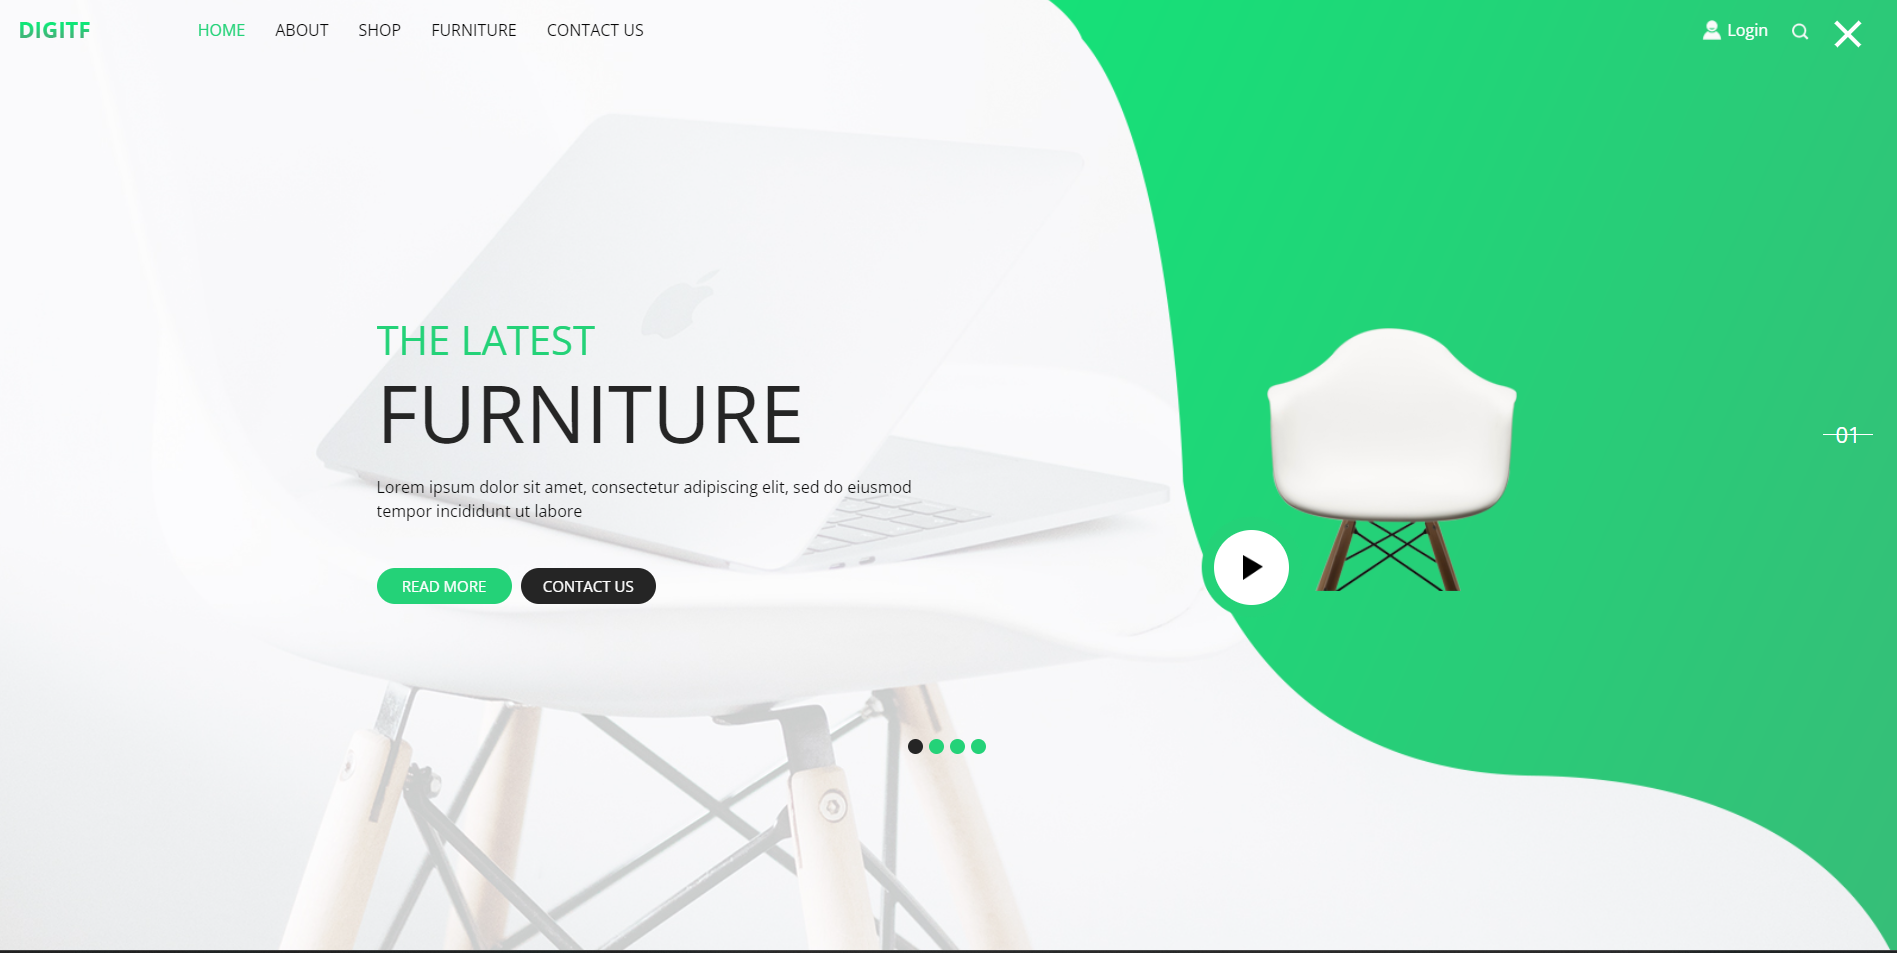 DIGITF
HOME ABOUT SHOP FURNITURE CONTACT US
Login
THE LATEST
FURNITURE
01
Lorem ipsum dolor sit amet, consectetur adipiscing elit, sed do eiusmod
tempor incididunt ut labore
READ MORE CONTACT US